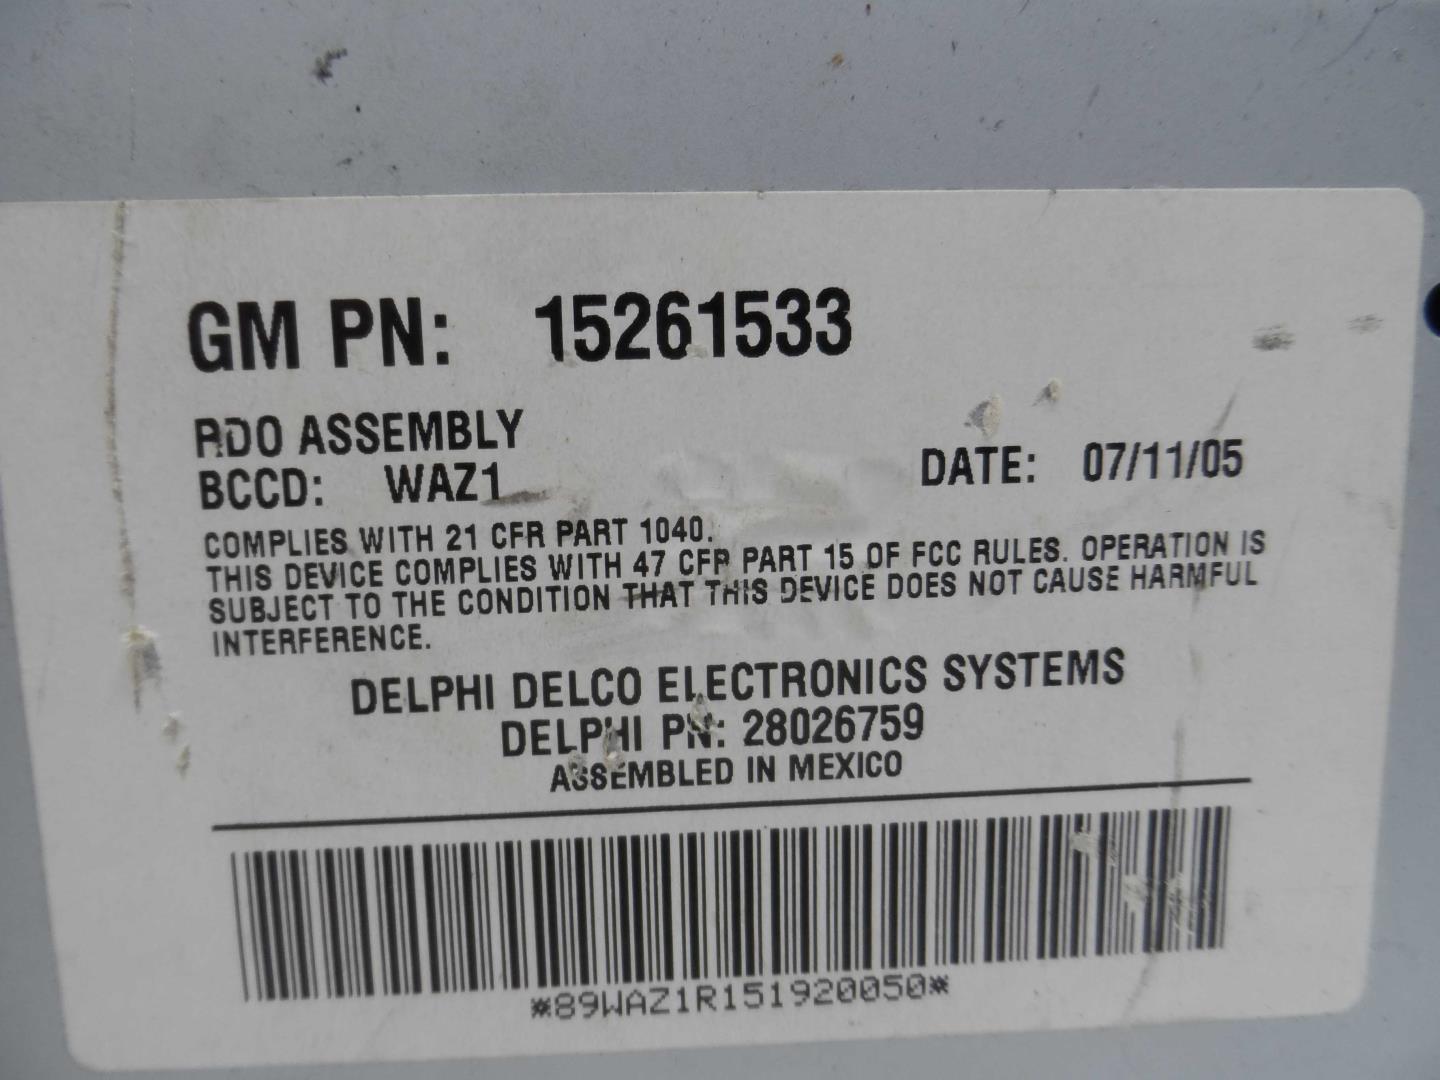 GM PN: 15261533
RDO ASSEMBLY
BCCD: WAZ1
DATE: 07/11/05
COMPLIES WITH 21 CFR PART 1040.
THIS DEVICE COMPLIES WITH 47 CFR PART 15 OF FCC RULES. OPERATION IS
SUBJECT TO THE CONDITION THAT THIS DEVICE DOES NOT CAUSE HARMFUL
INTERFERENCE.
DELPHI DELCO ELECTRONICS SYSTEMS
DELPHI PN: 28026759
ASSEMBLED IN MEXICO
*89WAZ1R151920050*